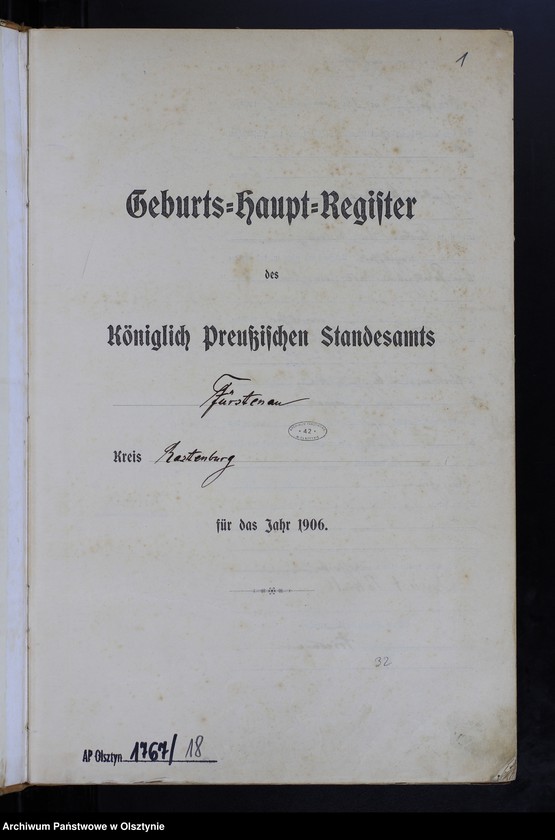 1
Geburts=Haupt=Register
des
Königlich Preußischen Standesamts
Fürstenau
42
Kreis Rastenburg
für das Jahr 1906.
32
AP Olsztyn 1767/18
Archiwum Państwowe w Olsztynie